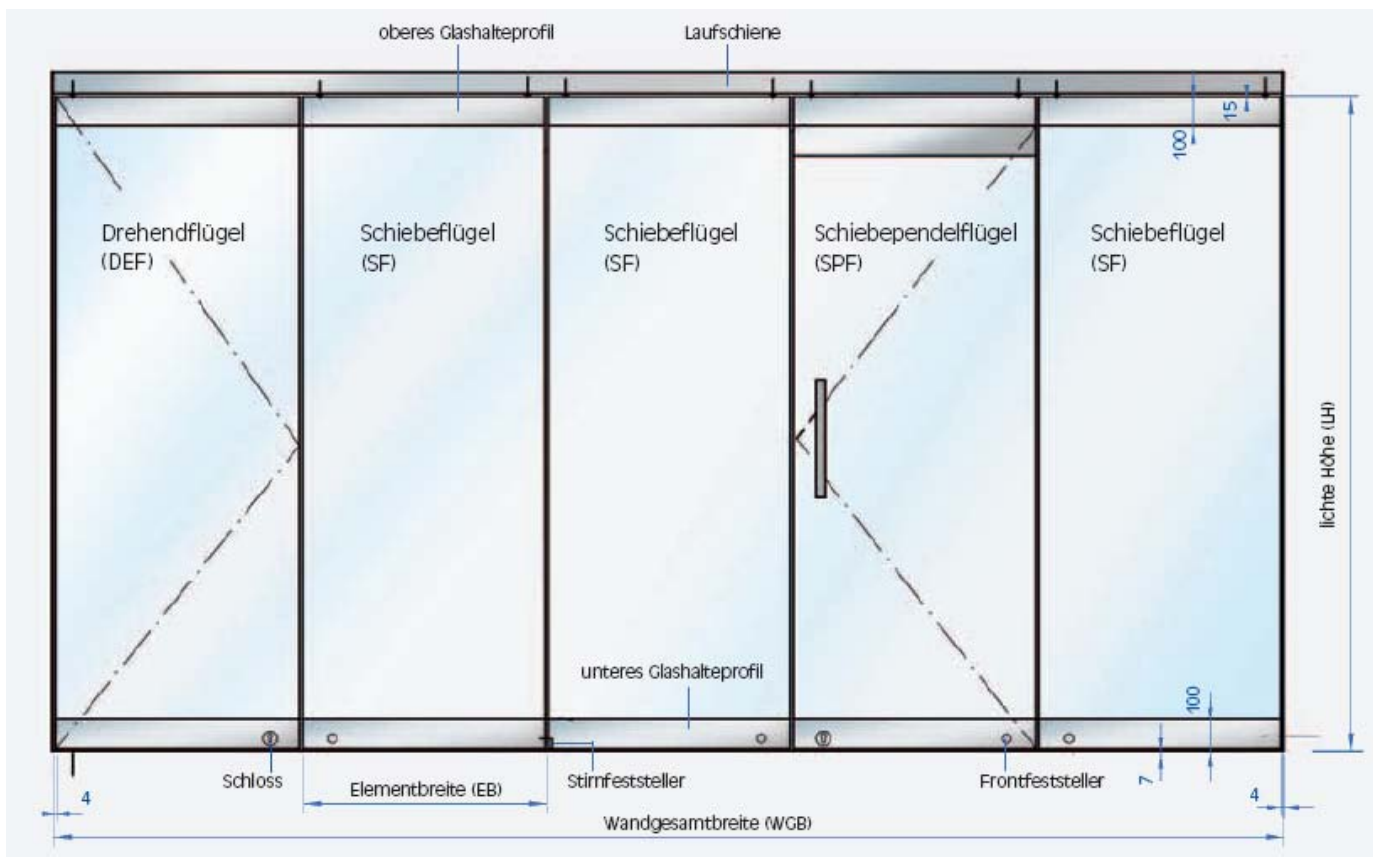 oberes Glashalteprofil
Laufschiene
15
100
Drehendflügel
(DEF)
Schiebeflügel
(SF)
Schiebeflügel
(SF)
Schiebependelflügel
(SPF)
Schiebeflügel
(SF)
lichte Höhe (LH)
unteres Glashalteprofil
100
7
Schloss
Stirnfeststeller
Frontfeststeller
Elementbreite (EB)
4
4
Wandgesamtbreite (WGB)